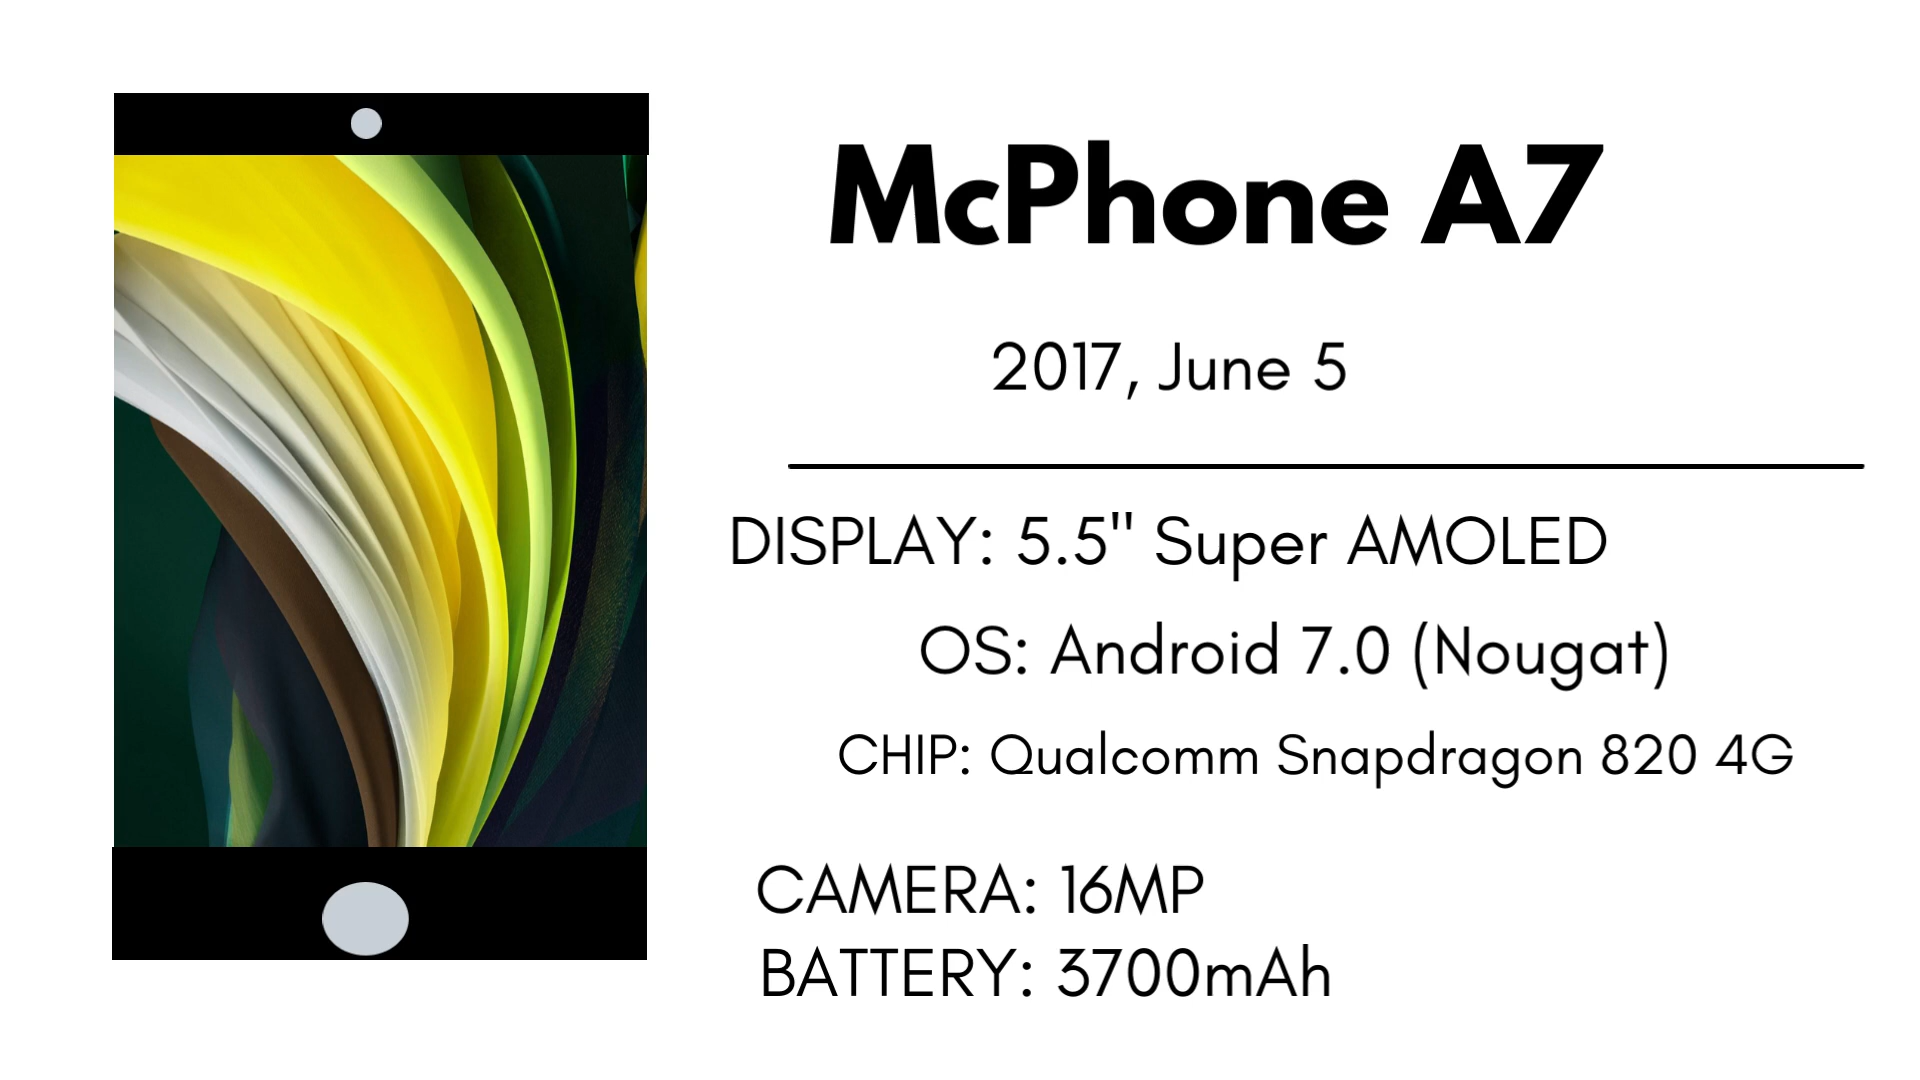 McPhone A7
2017, June 5
DISPLAY: 5.5" Super AMOLED
OS: Android 7.0 (Nougat)
CHIP: Qualcomm Snapdragon 820 4G
CAMERA: 16MP
BATTERY: 3700mAh